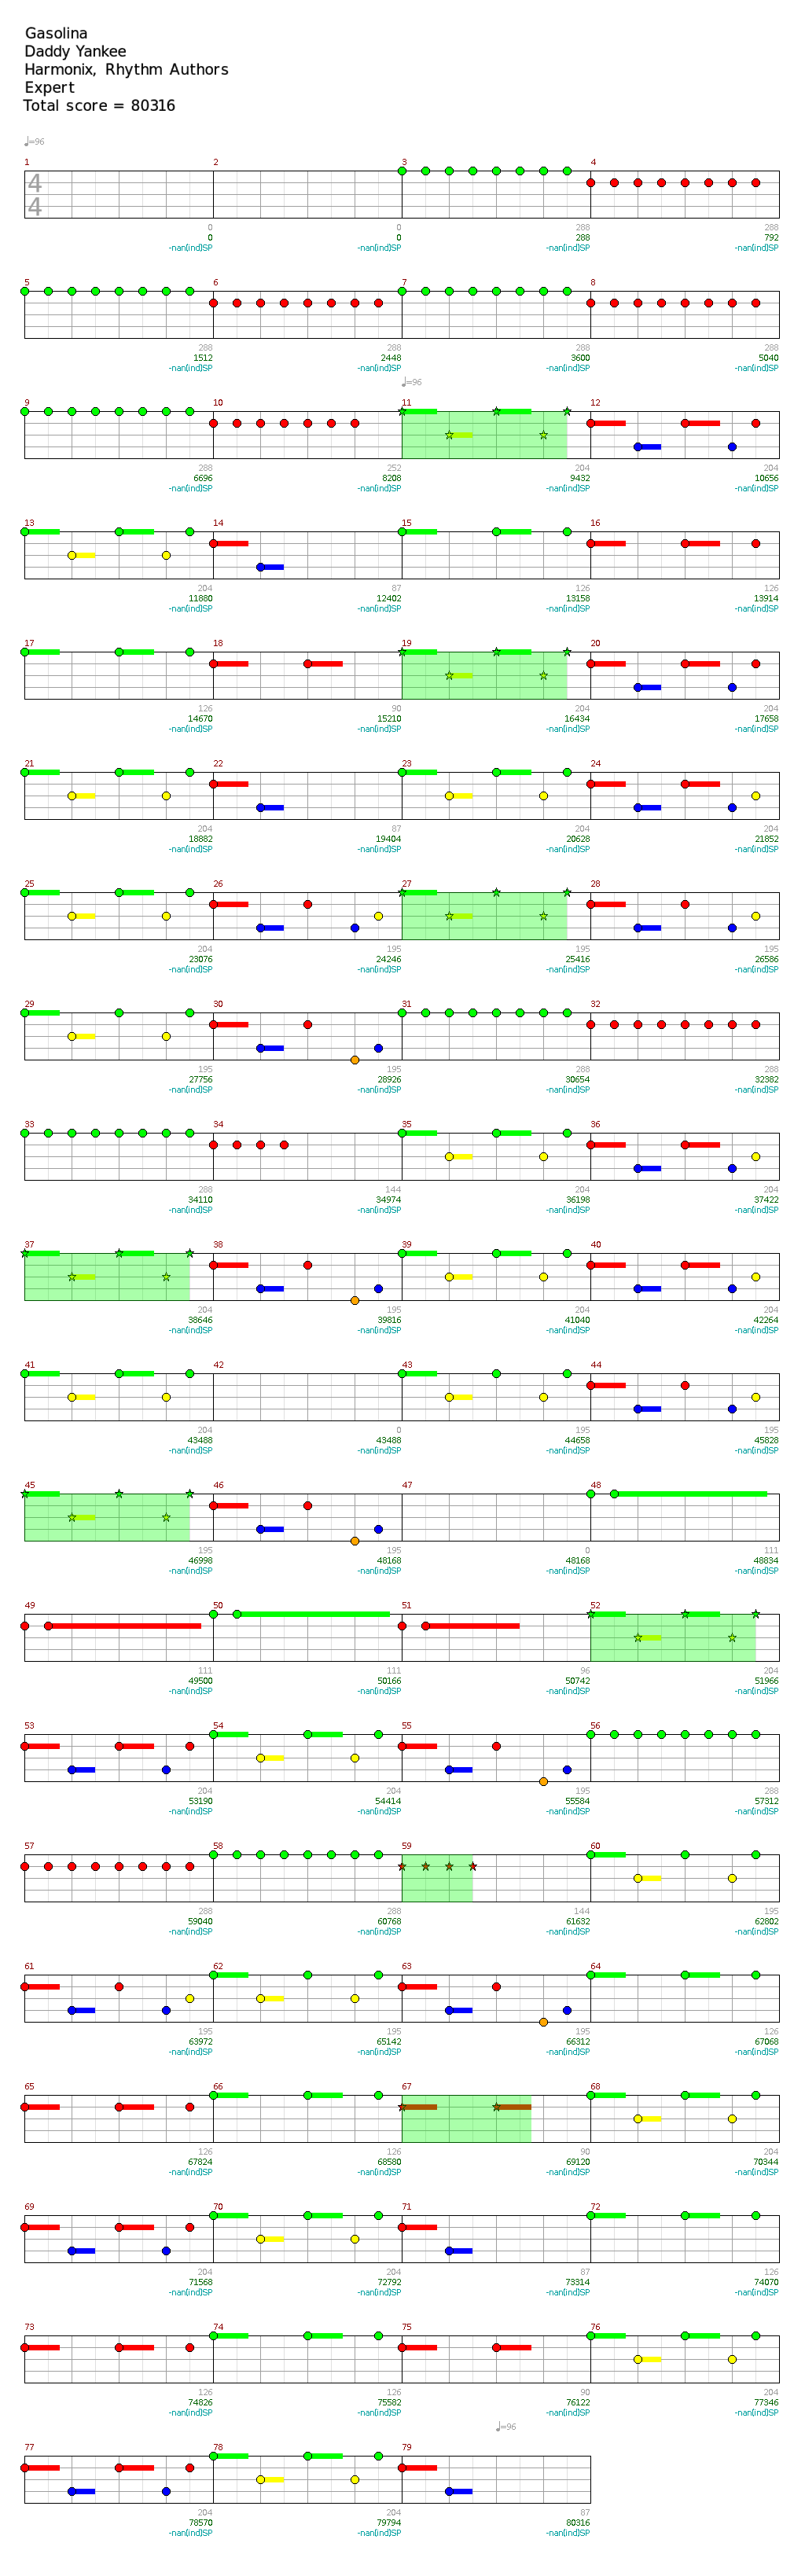 Gasolina
Daddy Yankee
Harmonix, Rhythm Authors
Expert
Total score = 80316
♩=96
1 2 3 4
4
4
0 0 288 288
0 0 288 792
-nan(ind)SP -nan(ind)SP -nan(ind)SP -nan(ind)SP
5 6 7 8
288 288 288 288
1512 2448 3600 5040
-nan(ind)SP -nan(ind)SP -nan(ind)SP -nan(ind)SP
♩=96
9 10 11 12
288 252 204 204
6696 8208 9432 10656
-nan(ind)SP -nan(ind)SP -nan(ind)SP -nan(ind)SP
13 14 15 16
204 87 126 126
11880 12402 13158 13914
-nan(ind)SP -nan(ind)SP -nan(ind)SP -nan(ind)SP
17 18 19 20
126 90 204 204
14670 15210 16434 17658
-nan(ind)SP -nan(ind)SP -nan(ind)SP -nan(ind)SP
21 22 23 24
204 87 204 204
18882 19404 20628 21852
-nan(ind)SP -nan(ind)SP -nan(ind)SP -nan(ind)SP
25 26 27 28
204 195 195 195
23076 24246 25416 26586
-nan(ind)SP -nan(ind)SP -nan(ind)SP -nan(ind)SP
29 30 31 32
195 195 288 288
27756 28926 30654 32382
-nan(ind)SP -nan(ind)SP -nan(ind)SP -nan(ind)SP
33 34 35 36
288 144 204 204
34110 34974 36198 37422
-nan(ind)SP -nan(ind)SP -nan(ind)SP -nan(ind)SP
37 38 39 40
204 195 204 204
38646 39816 41040 42264
-nan(ind)SP -nan(ind)SP -nan(ind)SP -nan(ind)SP
41 42 43 44
204 0 195 195
43488 43488 44658 45828
-nan(ind)SP -nan(ind)SP -nan(ind)SP -nan(ind)SP
45 46 47 48
195 195 0 111
46998 48168 48168 48834
-nan(ind)SP -nan(ind)SP -nan(ind)SP -nan(ind)SP
49 50 51 52
111 111 96 204
49500 50166 50742 51966
-nan(ind)SP -nan(ind)SP -nan(ind)SP -nan(ind)SP
53 54 55 56
204 204 195 288
53190 54414 55584 57312
-nan(ind)SP -nan(ind)SP -nan(ind)SP -nan(ind)SP
57 58 59 60
288 288 144 195
59040 60768 61632 62802
-nan(ind)SP -nan(ind)SP -nan(ind)SP -nan(ind)SP
61 62 63 64
195 195 195 126
63972 65142 66312 67068
-nan(ind)SP -nan(ind)SP -nan(ind)SP -nan(ind)SP
65 66 67 68
126 126 90 204
67824 68580 69120 70344
-nan(ind)SP -nan(ind)SP -nan(ind)SP -nan(ind)SP
69 70 71 72
204 204 87 126
71568 72792 73314 74070
-nan(ind)SP -nan(ind)SP -nan(ind)SP -nan(ind)SP
73 74 75 76
126 126 90 204
74826 75582 76122 77346
-nan(ind)SP -nan(ind)SP -nan(ind)SP -nan(ind)SP
♩=96
77 78 79
204 204 87
78570 79794 80316
-nan(ind)SP -nan(ind)SP -nan(ind)SP